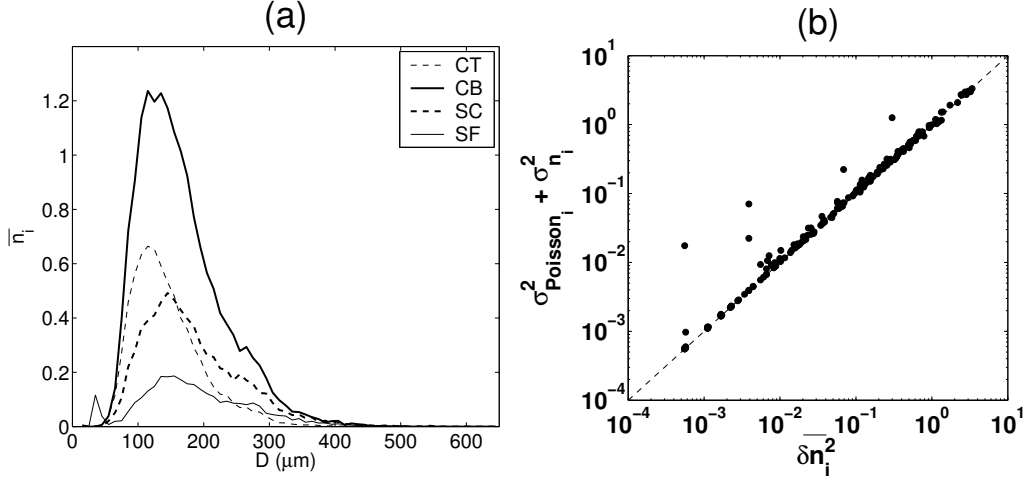 (a)
1.2
1
0.8
0.6
0.4
0.2
0
n̅ᵢ
0 100 200 300 400 500 600
D (μm)
CT
CB
SC
SF
(b)
10¹
10⁰
10⁻¹
10⁻²
10⁻³
10⁻⁴
σ²_Poissonᵢ + σ²_nᵢ
10⁻⁴ 10⁻³ 10⁻² 10⁻¹ 10⁰ 10¹
δn̅ᵢ²